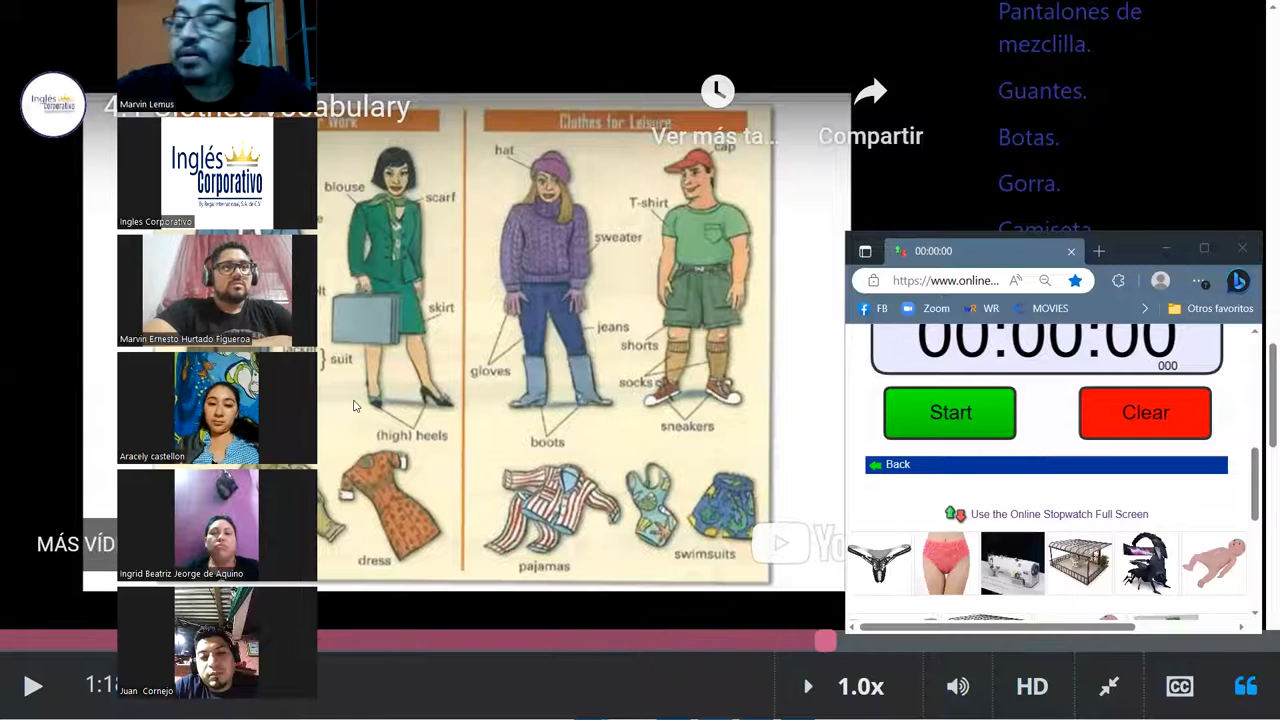 Pantalones de
mezclilla.
Guantes.
Botas.
Gorra.
Camiseta
Marvin Lemus
Inglés
Corporativo
Ver más ta...
Compartir
Clothes for Leisure
hat
cap
blouse
scarf
T-shirt
sweater
skirt
jeans
shorts
suit
gloves
socks
(high) heels
boots
sneakers
dress
pajamas
swimsuits
Inglés
Corporativo
Ingles Corporativo
Marvin Ernesto Hurtado Figueroa
Aracely castellon
Ingrid Beatriz Jeorge de Aquino
Juan Cornejo
MÁS VÍD
00:00:00
https://www.online...
FB
Zoom
WR
MOVIES
Otros favoritos
00:00:00
000
Start
Clear
Back
Use the Online Stopwatch Full Screen
1.0x
HD
CC